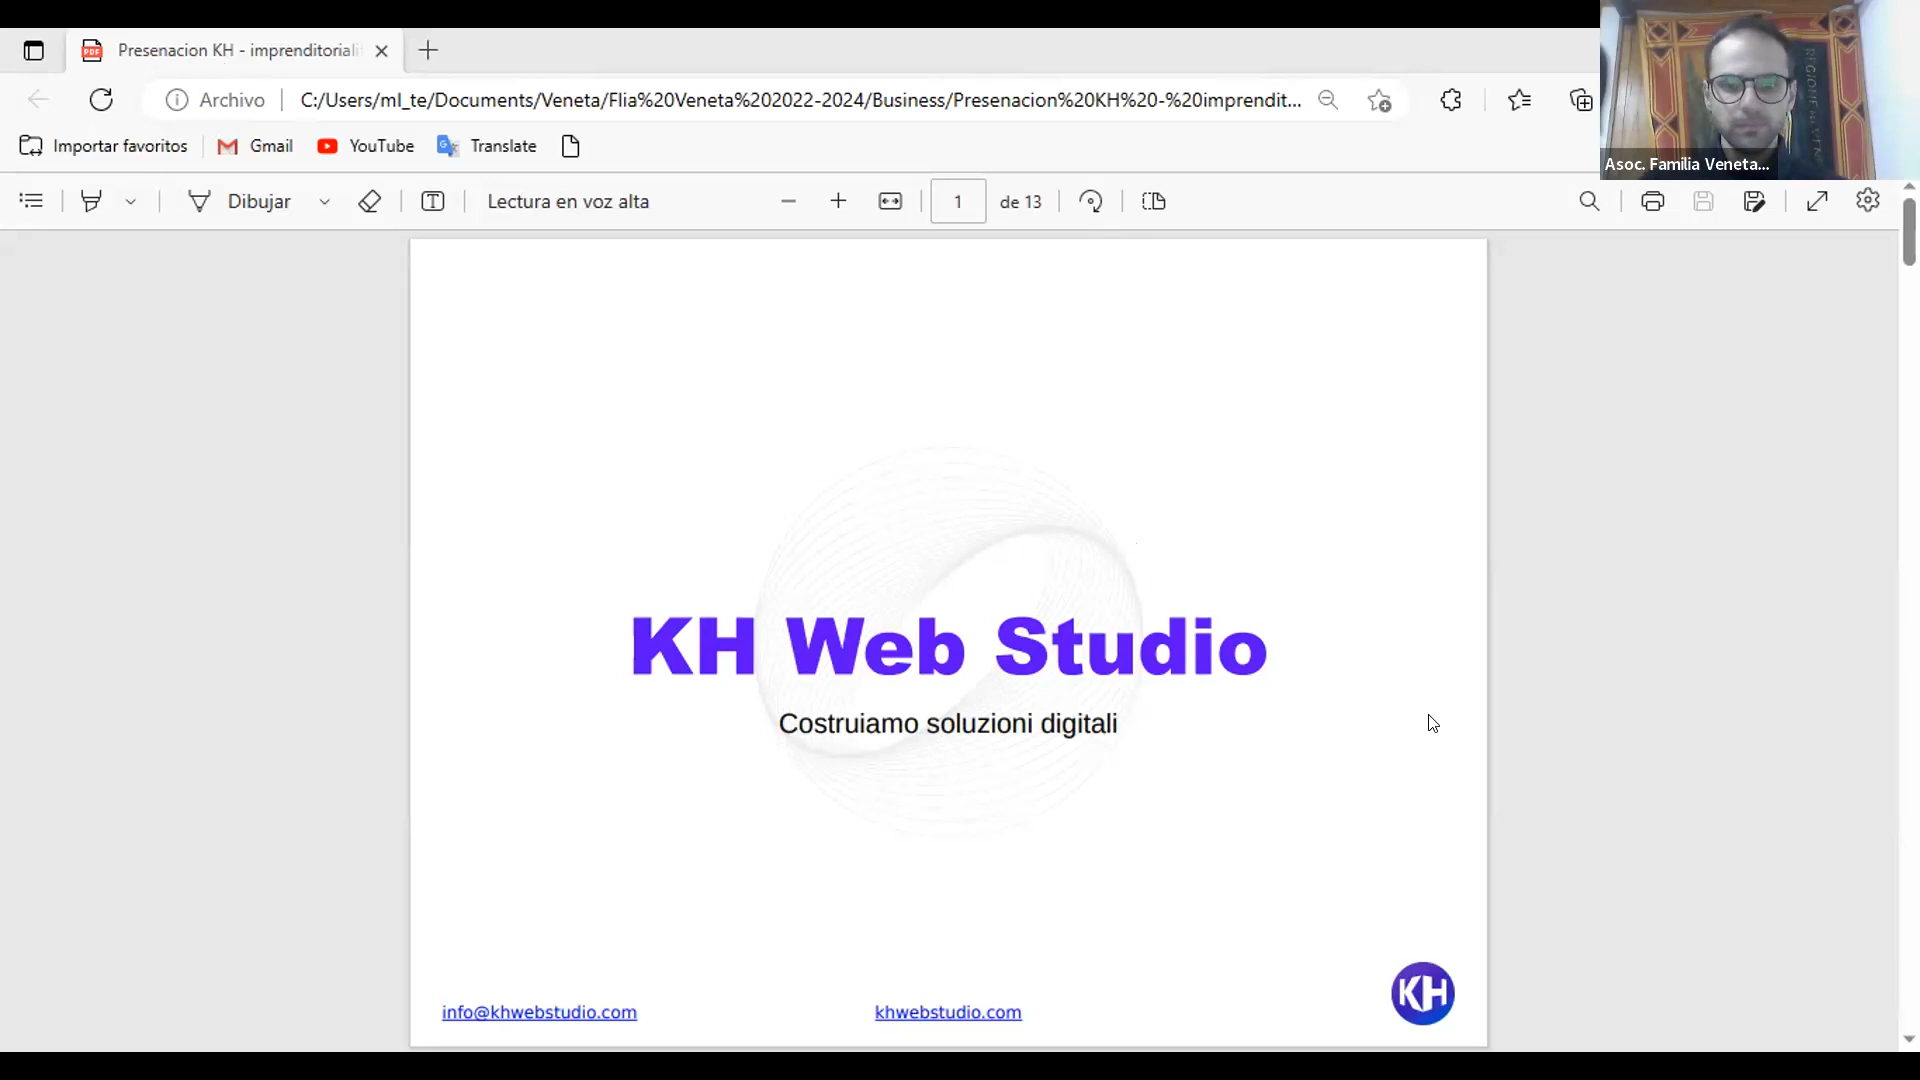 Presenacion KH - imprenditoriali
Archivo
C:/Users/ml_te/Documents/Veneta/Flia%20Veneta%202022-2024/Business/Presenacion%20KH%20-%20imprendit...
Importar favoritos
Gmail
YouTube
Translate
Asoc. Familia Veneta...
Dibujar
Lectura en voz alta
1
de 13
KH Web Studio
Costruiamo soluzioni digitali
info@khwebstudio.com
khwebstudio.com
KH